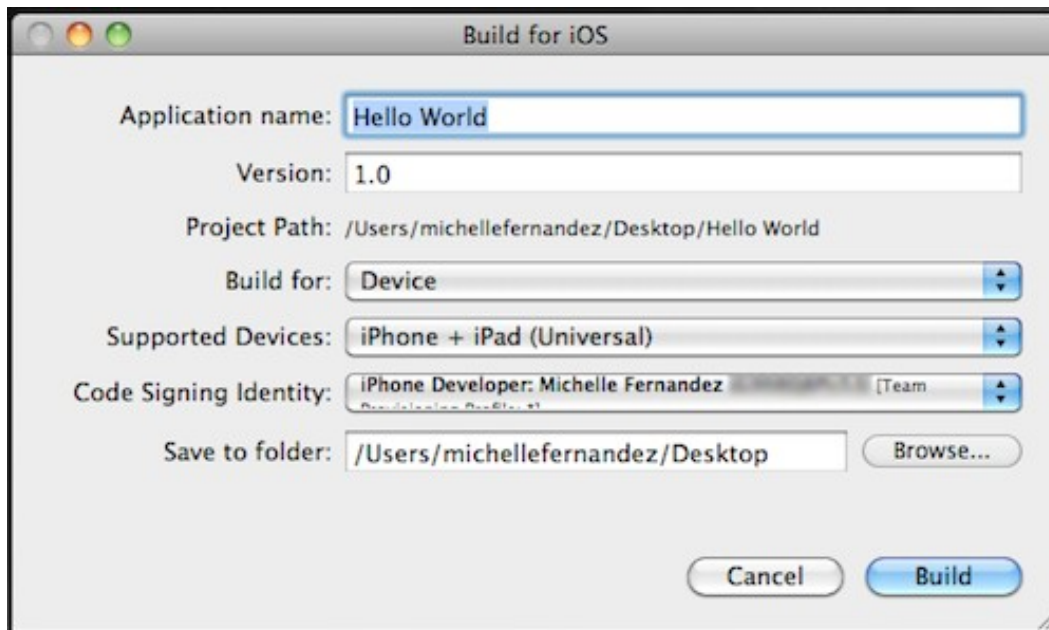 Build for iOS
Application name: Hello World
Version: 1.0
Project Path: /Users/michellefernandez/Desktop/Hello World
Build for: Device
Supported Devices: iPhone + iPad (Universal)
Code Signing Identity: iPhone Developer: Michelle Fernandez [Team
Provisioning Profile: *]
Save to folder: /Users/michellefernandez/Desktop Browse...
Cancel Build